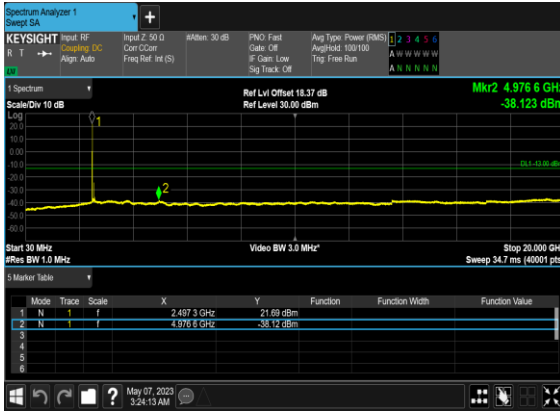 Spectrum Analyzer 1
Swept SA
+
KEYSIGHT Input: RF Input Z: 50 Ω #Atten: 30 dB PNO: Fast Avg Type: Power (RMS) 1 2 3 4 5 6
R T Coupling: DC Corr CCorr Gate: Off Avg|Hold: 100/100 A W W W W W
Align: Auto Freq Ref: Int (S) IF Gain: Low Trig: Free Run
Sig Track: Off A N N N N N
1 Spectrum Ref Lvl Offset 18.37 dB Mkr2 4.976 6 GHz
Scale/Div 10 dB Ref Level 30.00 dBm -38.123 dBm
Log
1
20.0
10.0
0.00
-10.0 DL1 -13.00 dBm
-20.0
-30.0
2
-40.0
-50.0
-60.0
Start 30 MHz Video BW 3.0 MHz* Stop 20.000 GH
#Res BW 1.0 MHz Sweep 34.7 ms (40001 pts
5 Marker Table
Mode Trace Scale X Y Function Function Width Function Value
1 N 1 f 2.497 3 GHz 21.69 dBm
2 N 1 f 4.976 6 GHz -38.12 dBm
3
4
5
6
? May 07, 2023
3:24:13 AM